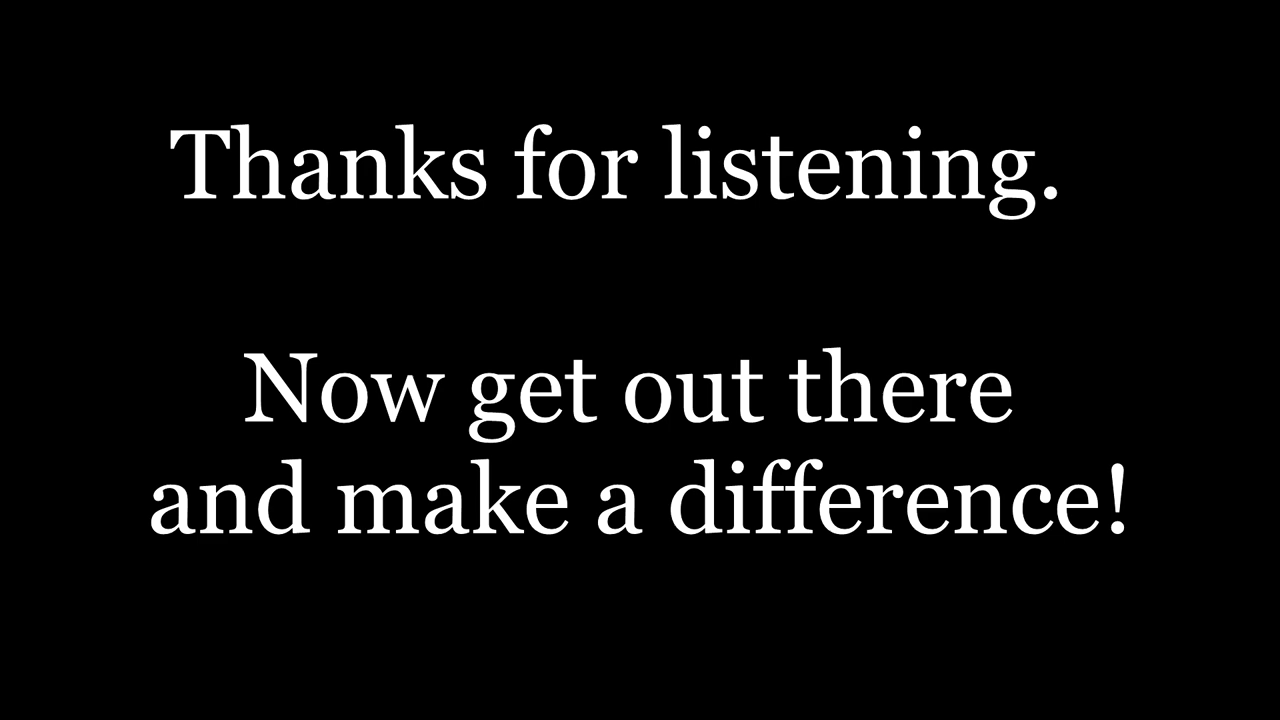 Thanks for listening.
Now get out there
and make a difference!